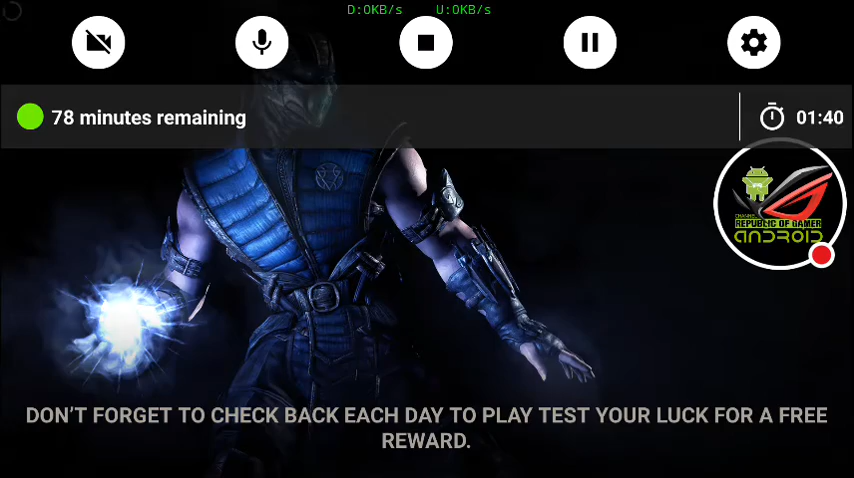 D:0KB/s U:0KB/s
78 minutes remaining
01:40
CHANNEL
REPUBLIC OF GAMER
ANDROID
DON'T FORGET TO CHECK BACK EACH DAY TO PLAY TEST YOUR LUCK FOR A FREE
REWARD.